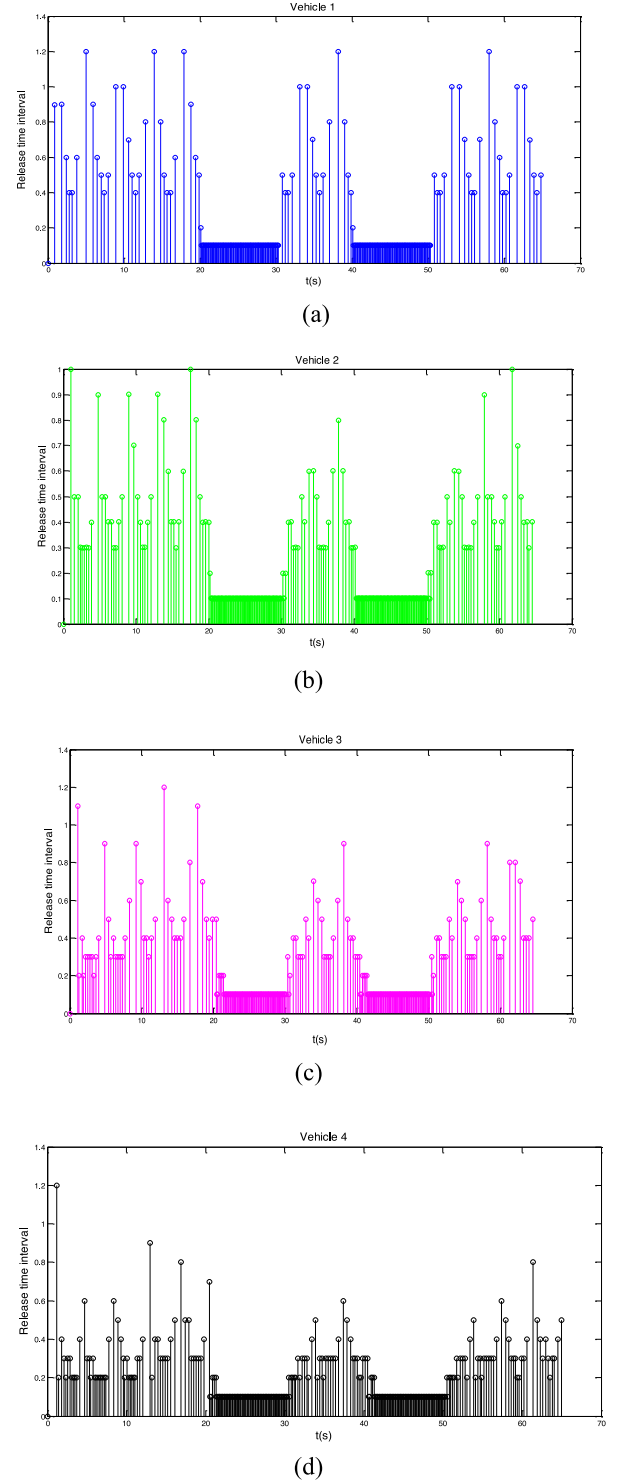 Vehicle 1
1.4
1.2
1
0.8
0.6
0.4
0.2
0
Release time interval
0 10 20 30 40 50 60 70
t(s)
(a)
Vehicle 2
1
0.9
0.8
0.7
0.6
0.5
0.4
0.3
0.2
0.1
0
Release time interval
0 10 20 30 40 50 60 70
t(s)
(b)
Vehicle 3
1.4
1.2
1
0.8
0.6
0.4
0.2
0
Release time interval
0 10 20 30 40 50 60 70
t(s)
(c)
Vehicle 4
1.4
1.2
1
0.8
0.6
0.4
0.2
0
Release time interval
0 10 20 30 40 50 60 70
t(s)
(d)